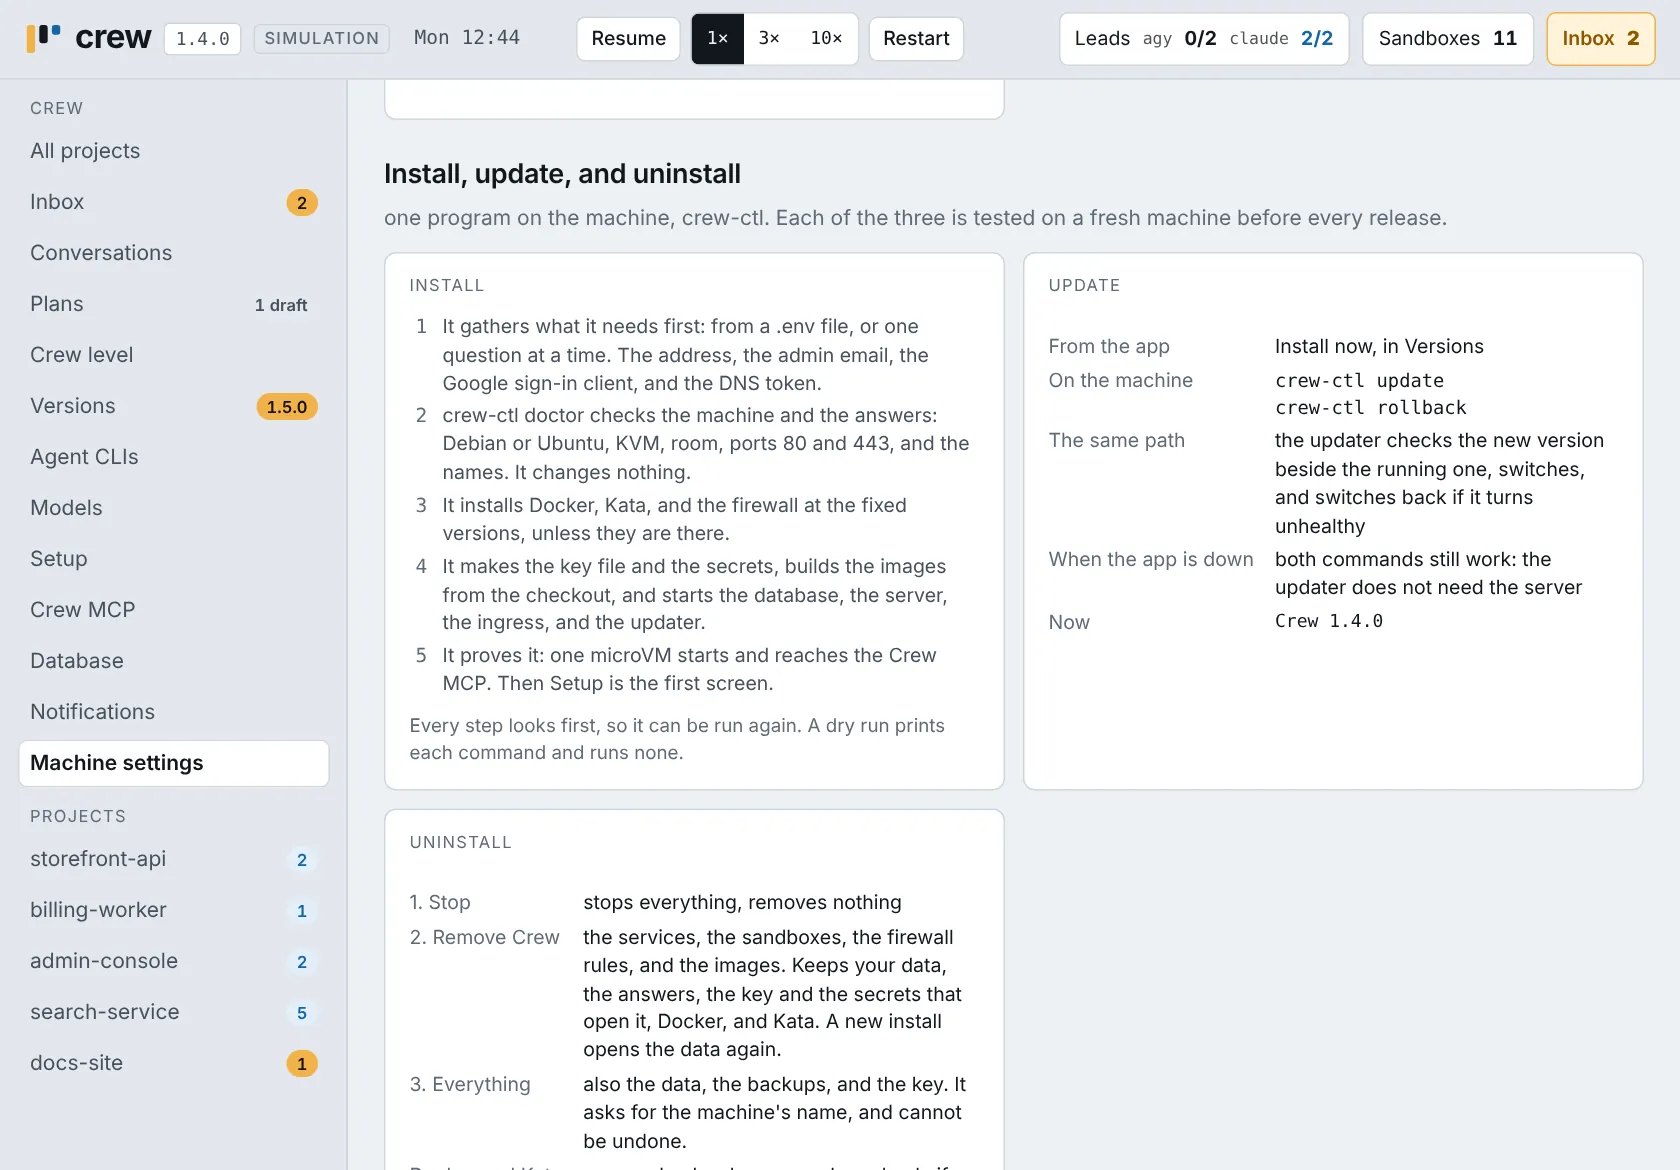 crew 1.4.0 SIMULATION Mon 12:44 Resume 1× 3× 10× Restart Leads agy 0/2 claude 2/2 Sandboxes 11 Inbox 2
CREW
All projects
Inbox 2
Conversations
Plans 1 draft
Crew level
Versions 1.5.0
Agent CLIs
Models
Setup
Crew MCP
Database
Notifications
Machine settings
PROJECTS
storefront-api 2
billing-worker 1
admin-console 2
search-service 5
docs-site 1
Install, update, and uninstall
one program on the machine, crew-ctl. Each of the three is tested on a fresh machine before every release.
INSTALL
1 It gathers what it needs first: from a .env file, or one
question at a time. The address, the admin email, the
Google sign-in client, and the DNS token.
2 crew-ctl doctor checks the machine and the answers:
Debian or Ubuntu, KVM, room, ports 80 and 443, and the
names. It changes nothing.
3 It installs Docker, Kata, and the firewall at the fixed
versions, unless they are there.
4 It makes the key file and the secrets, builds the images
from the checkout, and starts the database, the server,
the ingress, and the updater.
5 It proves it: one microVM starts and reaches the Crew
MCP. Then Setup is the first screen.
Every step looks first, so it can be run again. A dry run prints
each command and runs none.
UPDATE
From the app Install now, in Versions
On the machine crew-ctl update
crew-ctl rollback
The same path the updater checks the new version
beside the running one, switches,
and switches back if it turns
unhealthy
When the app is down both commands still work: the
updater does not need the server
Now Crew 1.4.0
UNINSTALL
1. Stop stops everything, removes nothing
2. Remove Crew the services, the sandboxes, the firewall
rules, and the images. Keeps your data,
the answers, the key and the secrets that
open it, Docker, and Kata. A new install
opens the data again.
3. Everything also the data, the backups, and the key. It
asks for the machine's name, and cannot
be undone.